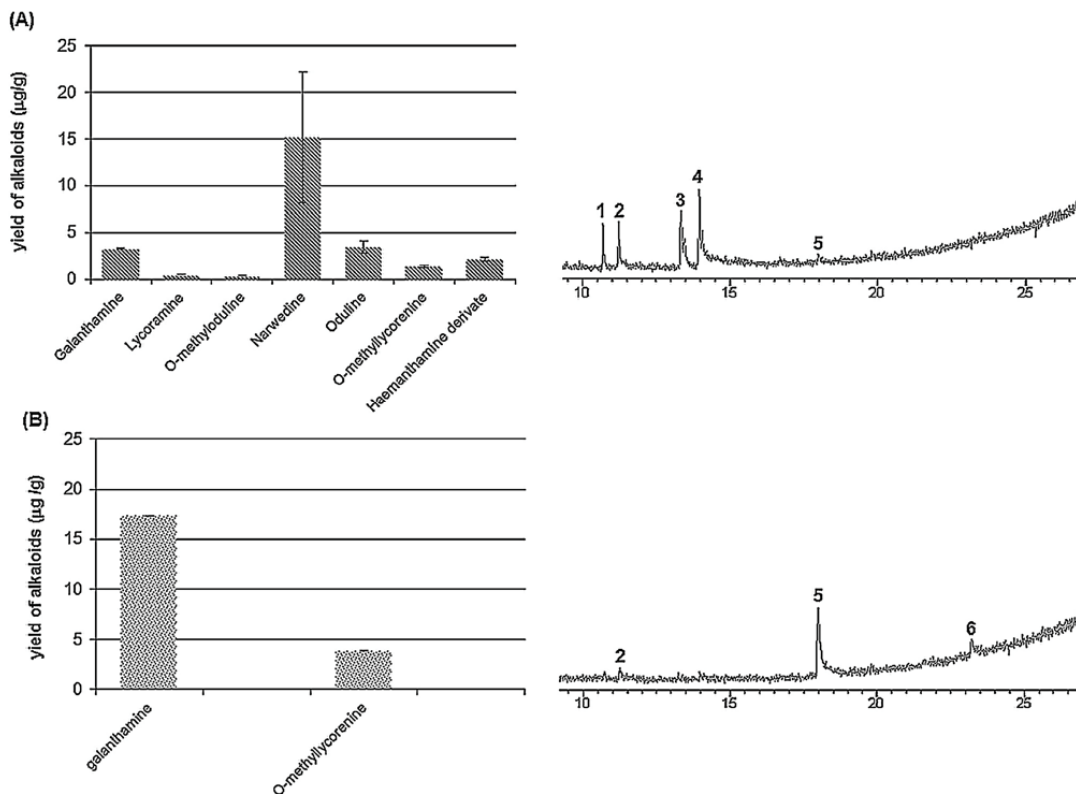 (A)
yield of alkaloids (µg/g)
25
20
15
10
5
0
Galanthamine
Lycoramine
O-methyloduline
Narwedine
Oduline
O-methyllycorenine
Haemanthamine derivate
1
2
3
4
5
10
15
20
25
(B)
yield of alkaloids (µg /g)
25
20
15
10
5
0
galanthamine
O-methyllycorenine
2
5
6
10
15
20
25